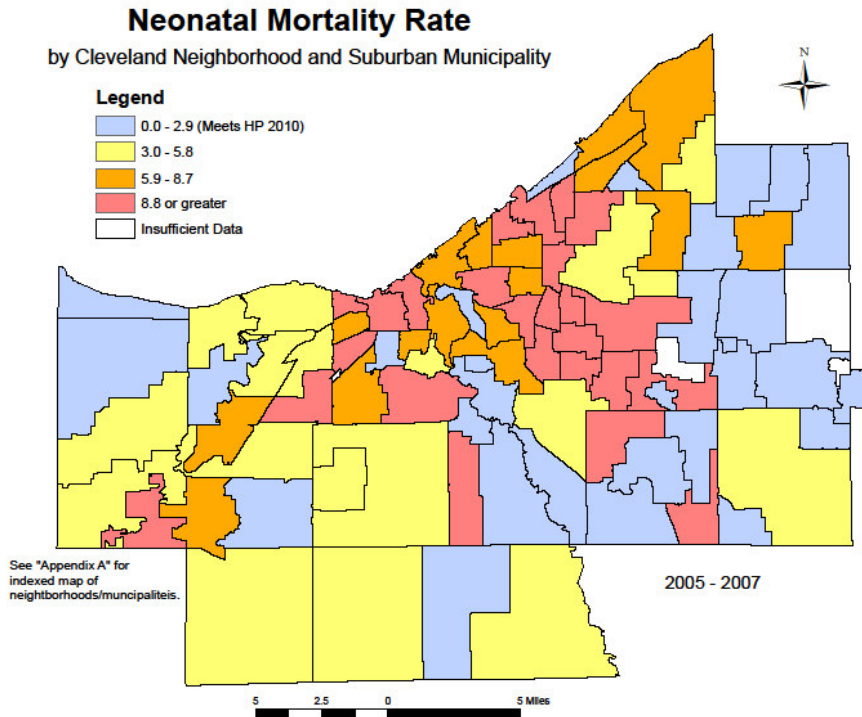 Neonatal Mortality Rate
by Cleveland Neighborhood and Suburban Municipality
N
Legend
0.0 - 2.9 (Meets HP 2010)
3.0 - 5.8
5.9 - 8.7
8.8 or greater
Insufficient Data
See "Appendix A" for
indexed map of
neightborhoods/muncipaliteis.
2005 - 2007
5 2.5 0 5 Miles